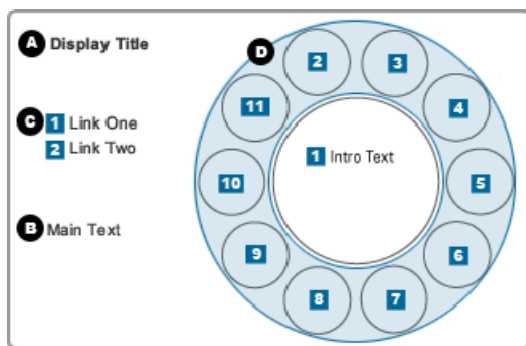 A Display Title
C 1 Link One
2 Link Two
B Main Text
D
2
3
11
4
1 Intro Text
10
5
9
6
8
7